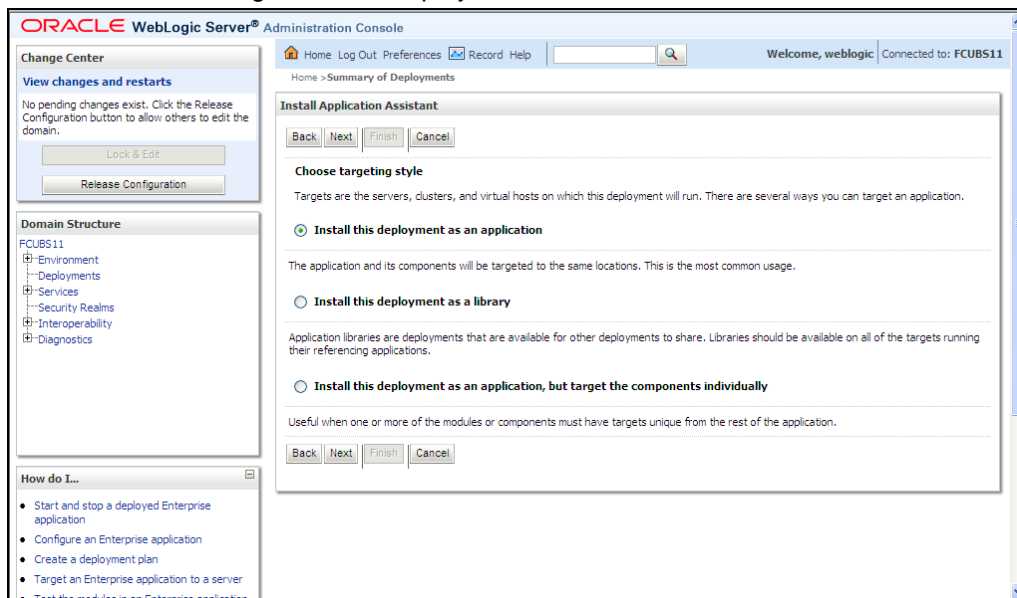 ORACLE WebLogic Server® Administration Console
Change Center
View changes and restarts
No pending changes exist. Click the Release
Configuration button to allow others to edit the
domain.
Lock & Edit
Release Configuration
Domain Structure
FCUBS11
Environment
Deployments
Services
Security Realms
Interoperability
Diagnostics
How do I...
Start and stop a deployed Enterprise
application
Configure an Enterprise application
Create a deployment plan
Target an Enterprise application to a server
Test the modules in an Enterprise application
Home Log Out Preferences Record Help
Welcome, weblogic Connected to: FCUBS11
Home >Summary of Deployments
Install Application Assistant
Back Next Finish Cancel
Choose targeting style
Targets are the servers, clusters, and virtual hosts on which this deployment will run. There are several ways you can target an application.
Install this deployment as an application
The application and its components will be targeted to the same locations. This is the most common usage.
Install this deployment as a library
Application libraries are deployments that are available for other deployments to share. Libraries should be available on all of the targets running
their referencing applications.
Install this deployment as an application, but target the components individually
Useful when one or more of the modules or components must have targets unique from the rest of the application.
Back Next Finish Cancel